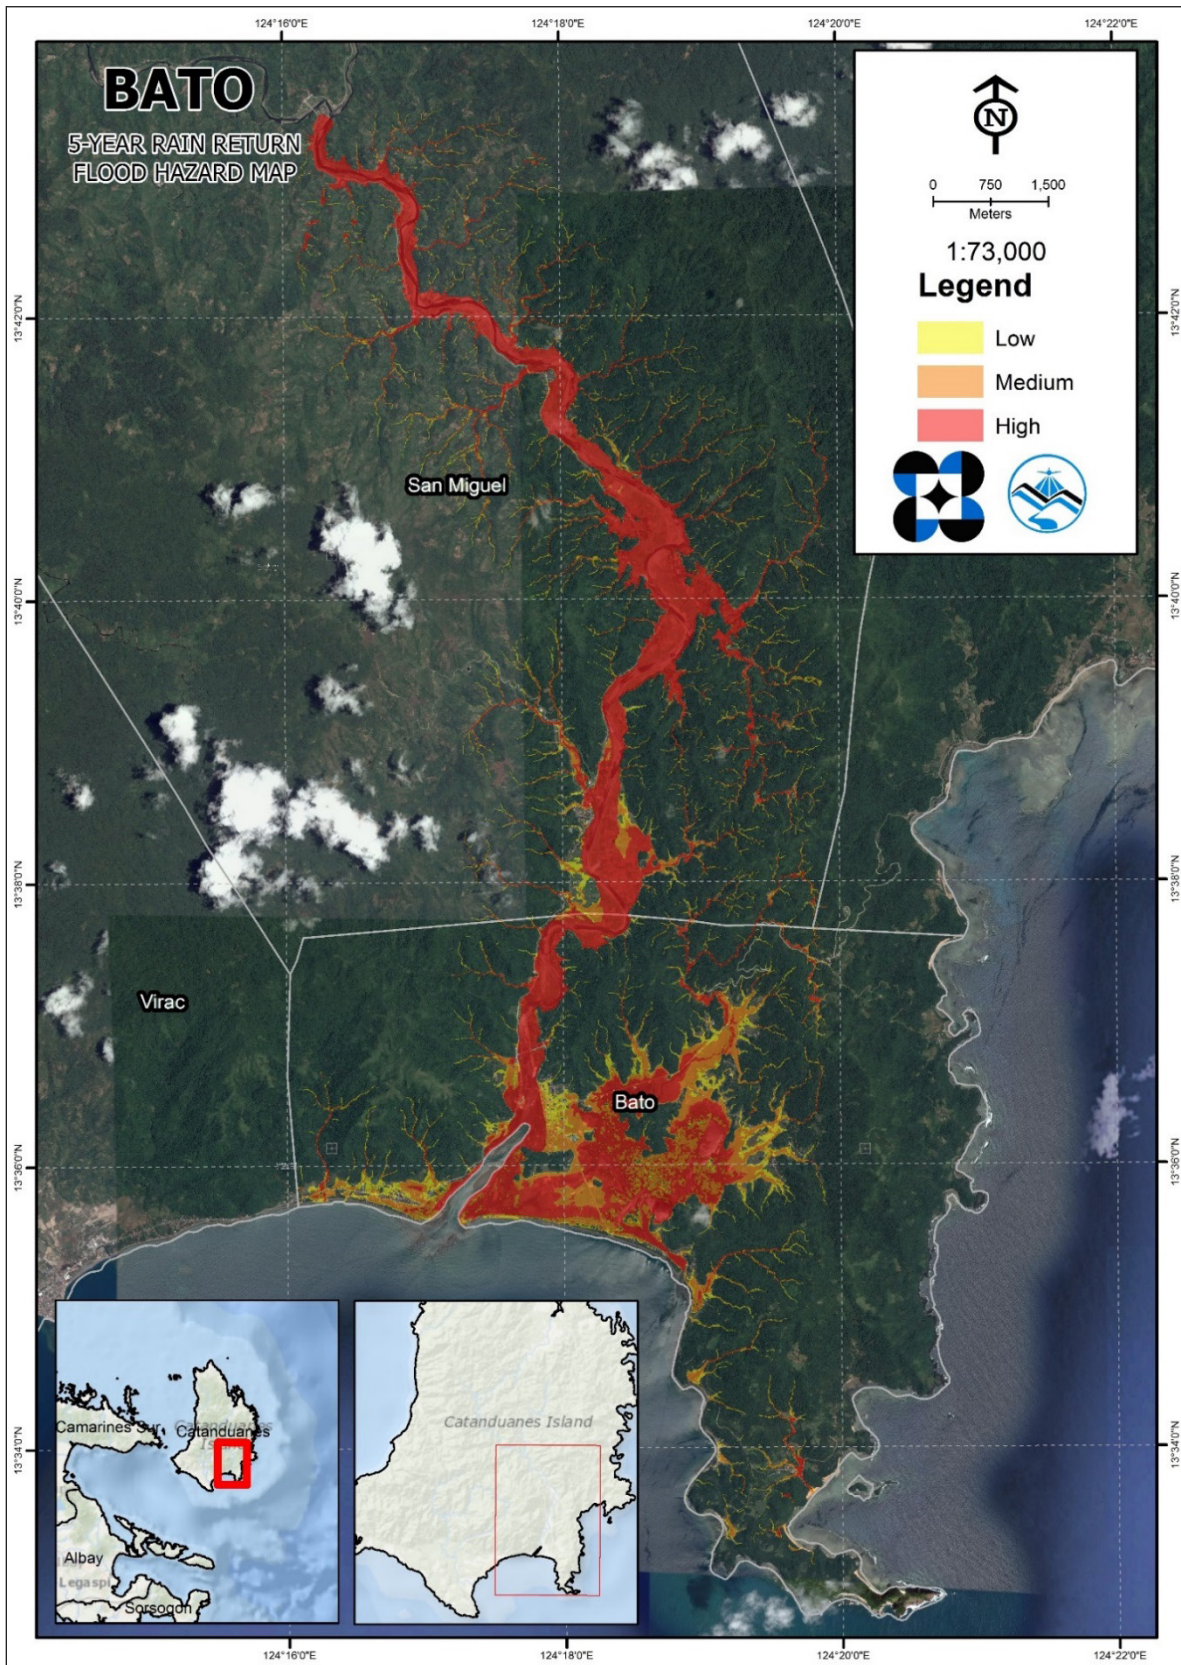 124°16'0"E
124°18'0"E
124°20'0"E
124°22'0"E
BATO
5-YEAR RAIN RETURN
FLOOD HAZARD MAP
N
0 750 1,500
Meters
1:73,000
Legend
Low
Medium
High
13°42'0"N
13°42'0"N
San Miguel
13°40'0"N
13°40'0"N
13°38'0"N
13°38'0"N
Virac
Bato
13°36'0"N
13°36'0"N
Camarines Sur
Catanduanes
Catanduanes
Albay
Legaspi
Sorsogon
Catanduanes Island
13°34'0"N
13°34'0"N
124°16'0"E
124°18'0"E
124°20'0"E
124°22'0"E